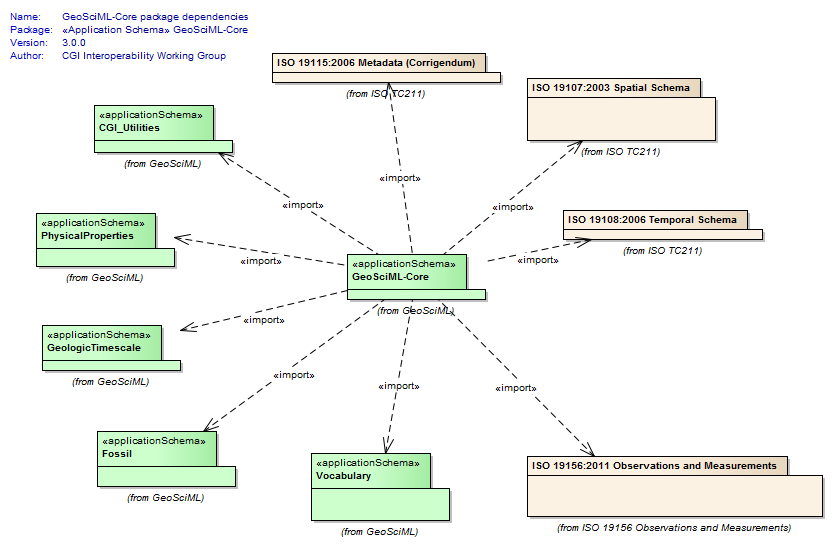 Name: GeoSciML-Core package dependencies
Package: «Application Schema» GeoSciML-Core
Version: 3.0.0
Author: CGI Interoperability Working Group
ISO 19115:2006 Metadata (Corrigendum)
(from ISO TC211)
ISO 19107:2003 Spatial Schema
(from ISO TC211)
«applicationSchema»
CGI_Utilities
(from GeoSciML)
«import»
«import»
«import»
ISO 19108:2006 Temporal Schema
(from ISO TC211)
«applicationSchema»
PhysicalProperties
(from GeoSciML)
«import»
«import»
«applicationSchema»
GeoSciML-Core
(from GeoSciML)
«import»
«applicationSchema»
GeologicTimescale
(from GeoSciML)
«import»
«import»
«import»
«applicationSchema»
Fossil
(from GeoSciML)
«applicationSchema»
Vocabulary
(from GeoSciML)
ISO 19156:2011 Observations and Measurements
(from ISO 19156 Observations and Measurements)